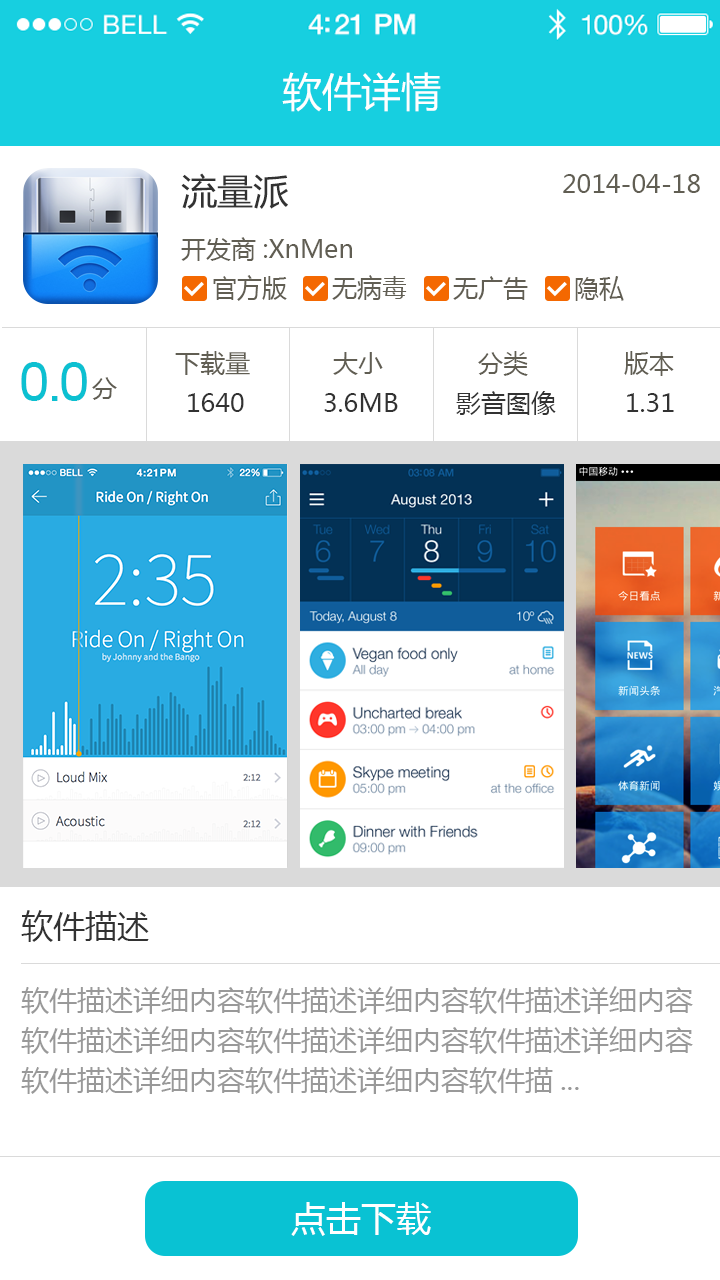 BELL 4:21 PM 100%
软件详情
流量派 2014-04-18
开发商 :XnMen
官方版 无病毒 无广告 隐私
0.0分 下载量 大小 分类 版本
1640 3.6MB 影音图像 1.31
BELL 4:21PM 22%
Ride On / Right On
2:35
Ride On / Right On
by Johnny and the Bango
Loud Mix 2:12
Acoustic 2:12
03:08 AM
August 2013
Tue Wed Thu Fri Sat
6 7 8 9 10
Today, August 8 10°
Vegan food only
All day at home
Uncharted break
03:00 pm → 04:00 pm
Skype meeting
05:00 pm at the office
Dinner with Friends
09:00 pm
中国移动
今日看点
NEWS
新闻头条
体育新闻
软件描述
软件描述详细内容软件描述详细内容软件描述详细内容
软件描述详细内容软件描述详细内容软件描述详细内容
软件描述详细内容软件描述详细内容软件描 ...
点击下载